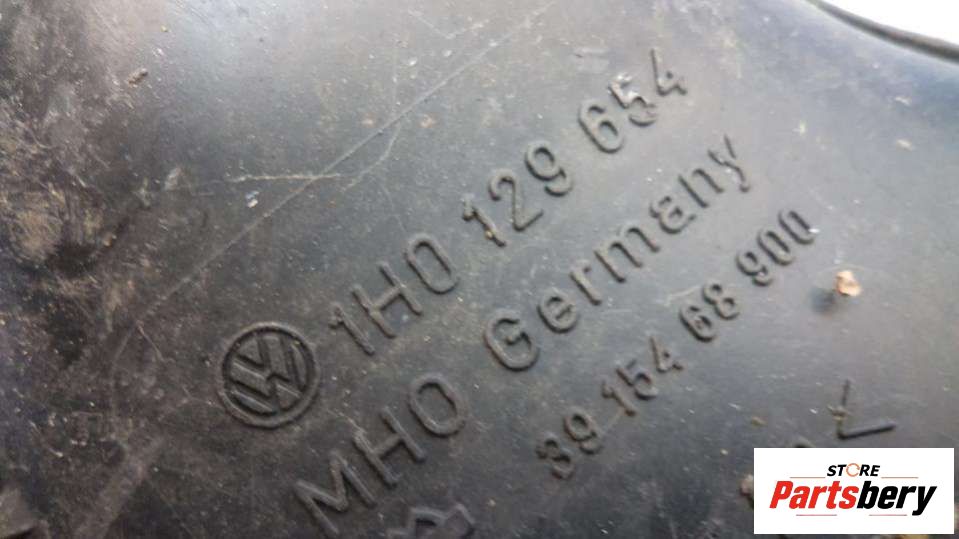 1H0 129 654
MHO Germany
39 154 68 900
STORE
Partsbery